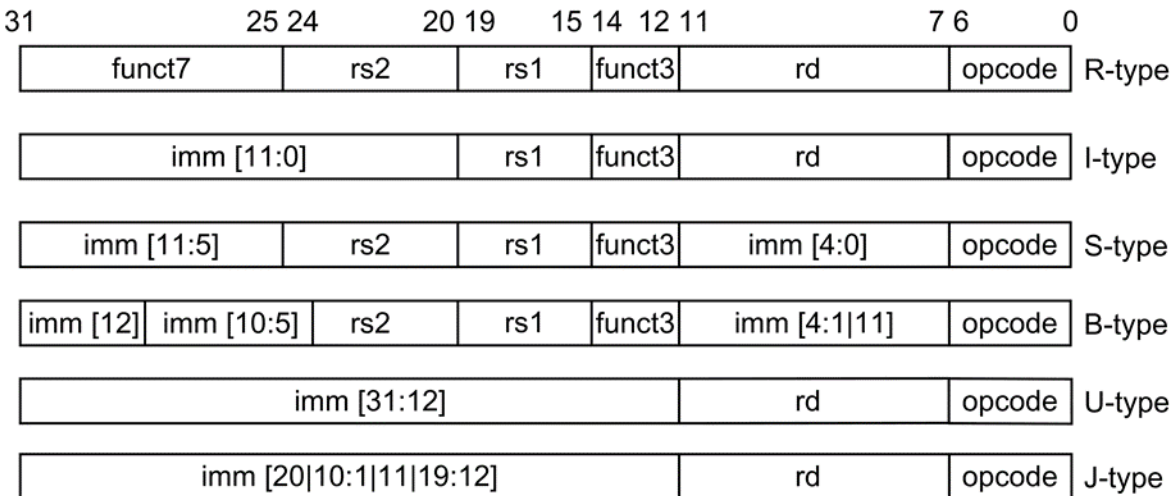 31 25 24 20 19 15 14 12 11 7 6 0
funct7 rs2 rs1 funct3 rd opcode R-type
imm [11:0] rs1 funct3 rd opcode I-type
imm [11:5] rs2 rs1 funct3 imm [4:0] opcode S-type
imm [12] imm [10:5] rs2 rs1 funct3 imm [4:1|11] opcode B-type
imm [31:12] rd opcode U-type
imm [20|10:1|11|19:12] rd opcode J-type